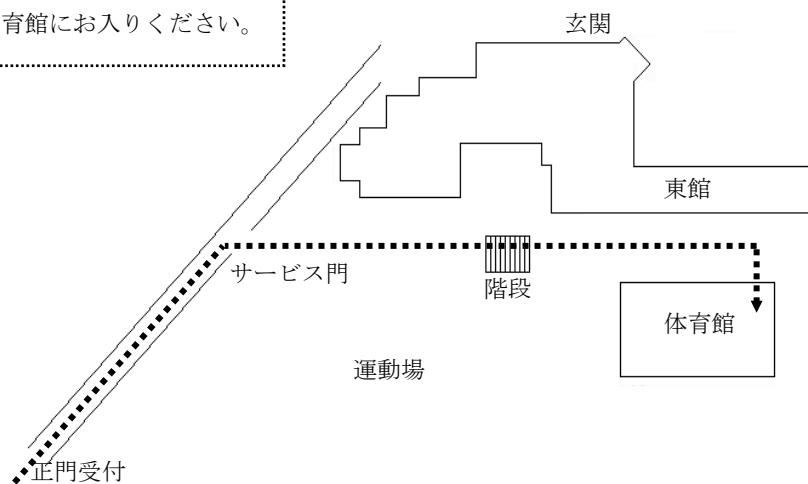 育館にお入りください。
玄関
東館
サービス門
階段
体育館
運動場
正門受付